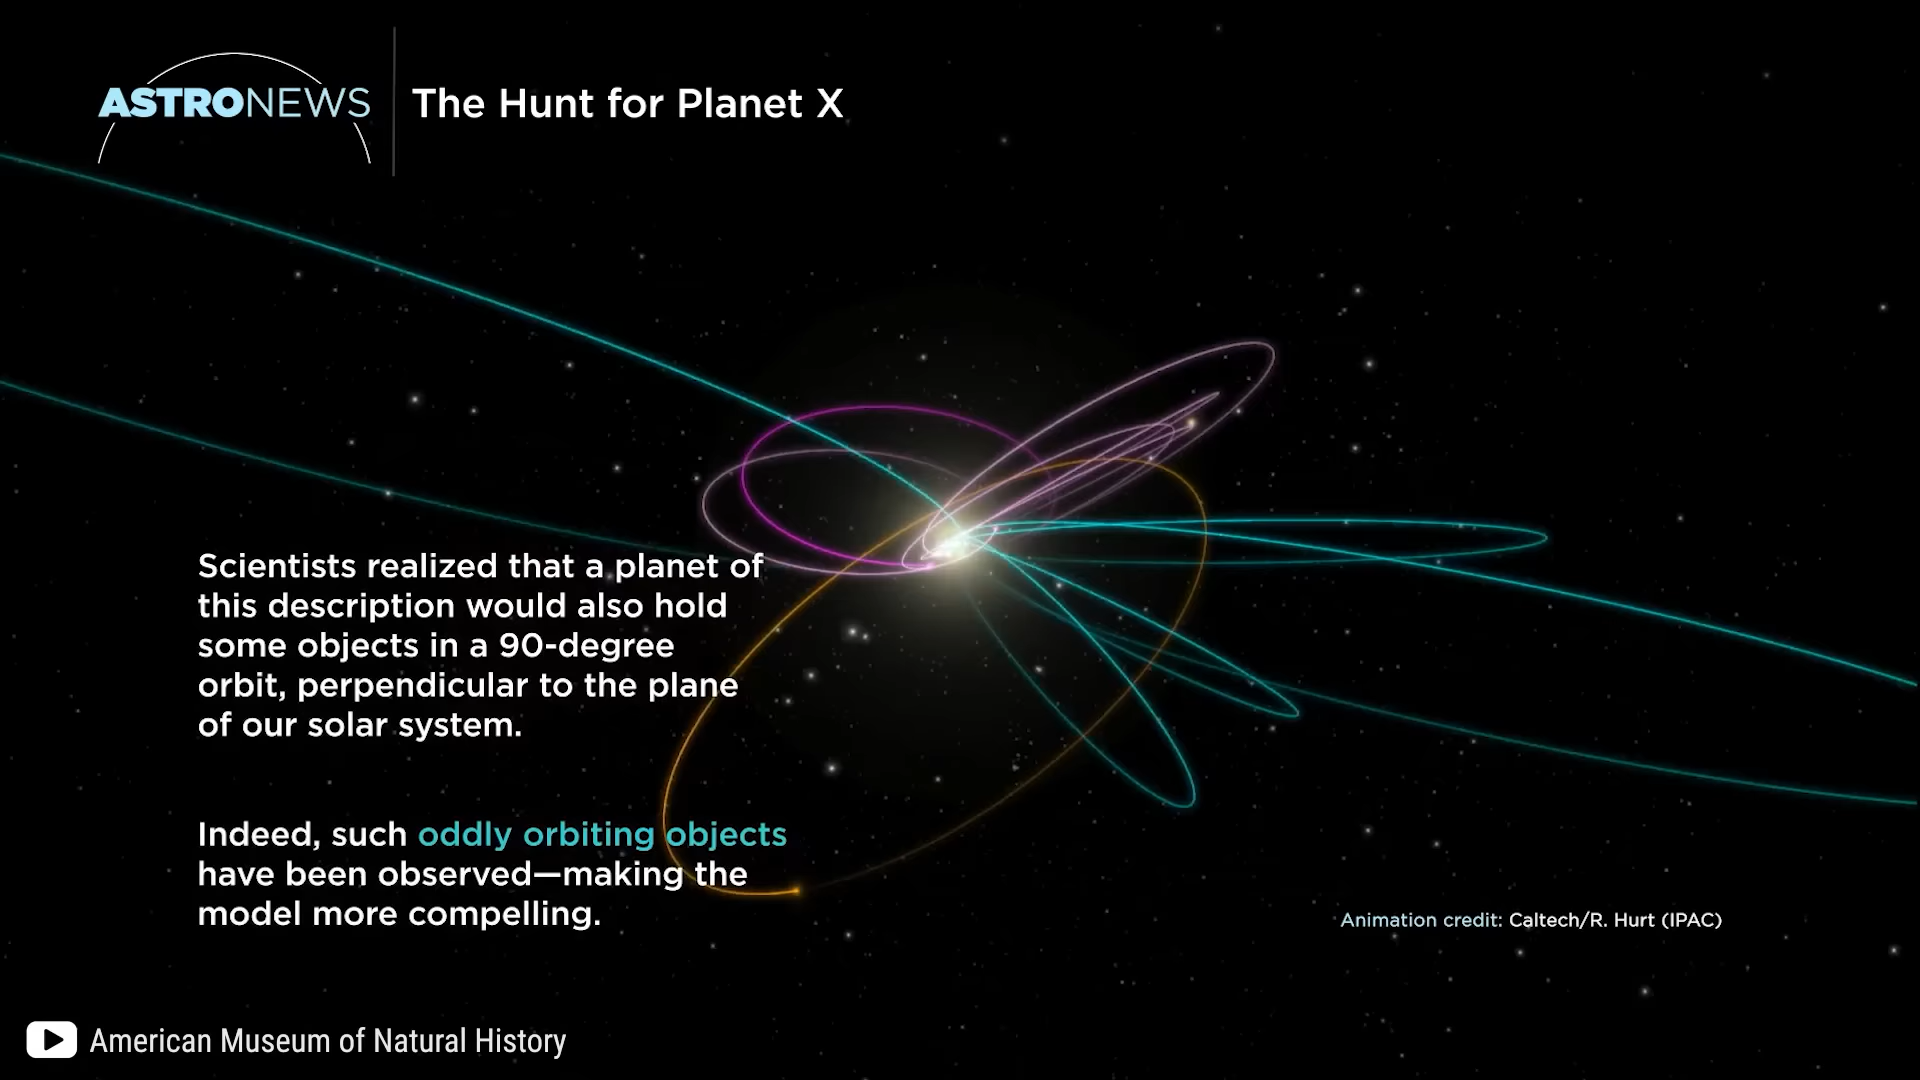 ASTRONEWS
The Hunt for Planet X
Scientists realized that a planet of
this description would also hold
some objects in a 90-degree
orbit, perpendicular to the plane
of our solar system.
Indeed, such oddly orbiting objects
have been observed—making the
model more compelling.
Animation credit: Caltech/R. Hurt (IPAC)
American Museum of Natural History